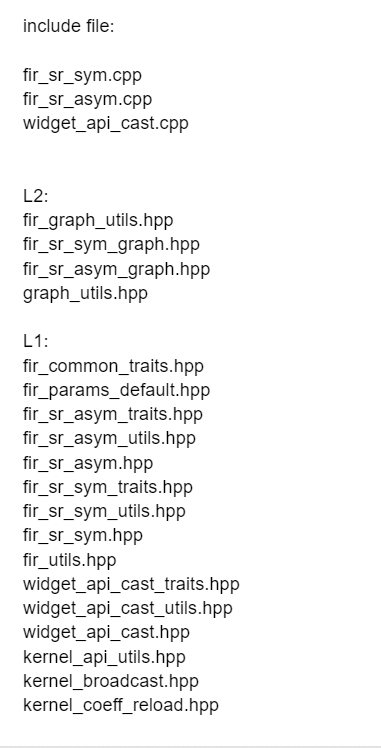 include file:
fir_sr_sym.cpp
fir_sr_asym.cpp
widget_api_cast.cpp
L2:
fir_graph_utils.hpp
fir_sr_sym_graph.hpp
fir_sr_asym_graph.hpp
graph_utils.hpp
L1:
fir_common_traits.hpp
fir_params_default.hpp
fir_sr_asym_traits.hpp
fir_sr_asym_utils.hpp
fir_sr_asym.hpp
fir_sr_sym_traits.hpp
fir_sr_sym_utils.hpp
fir_sr_sym.hpp
fir_utils.hpp
widget_api_cast_traits.hpp
widget_api_cast_utils.hpp
widget_api_cast.hpp
kernel_api_utils.hpp
kernel_broadcast.hpp
kernel_coeff_reload.hpp